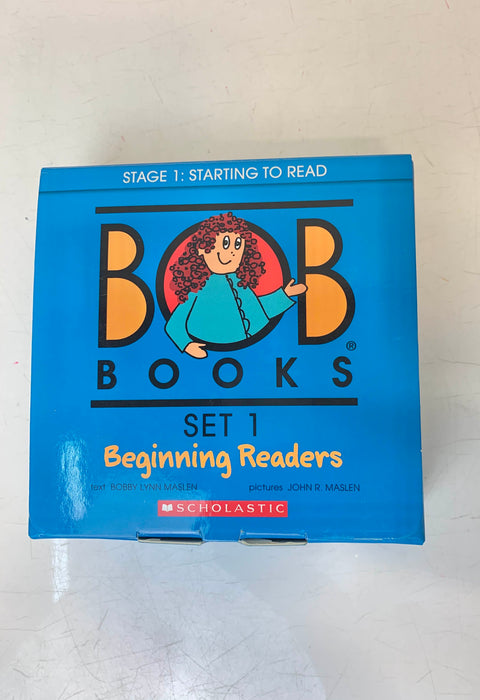 STAGE 1: STARTING TO READ
BOB
BOOKS®
SET 1
Beginning Readers
text BOBBY LYNN MASLEN pictures JOHN R. MASLEN
SCHOLASTIC